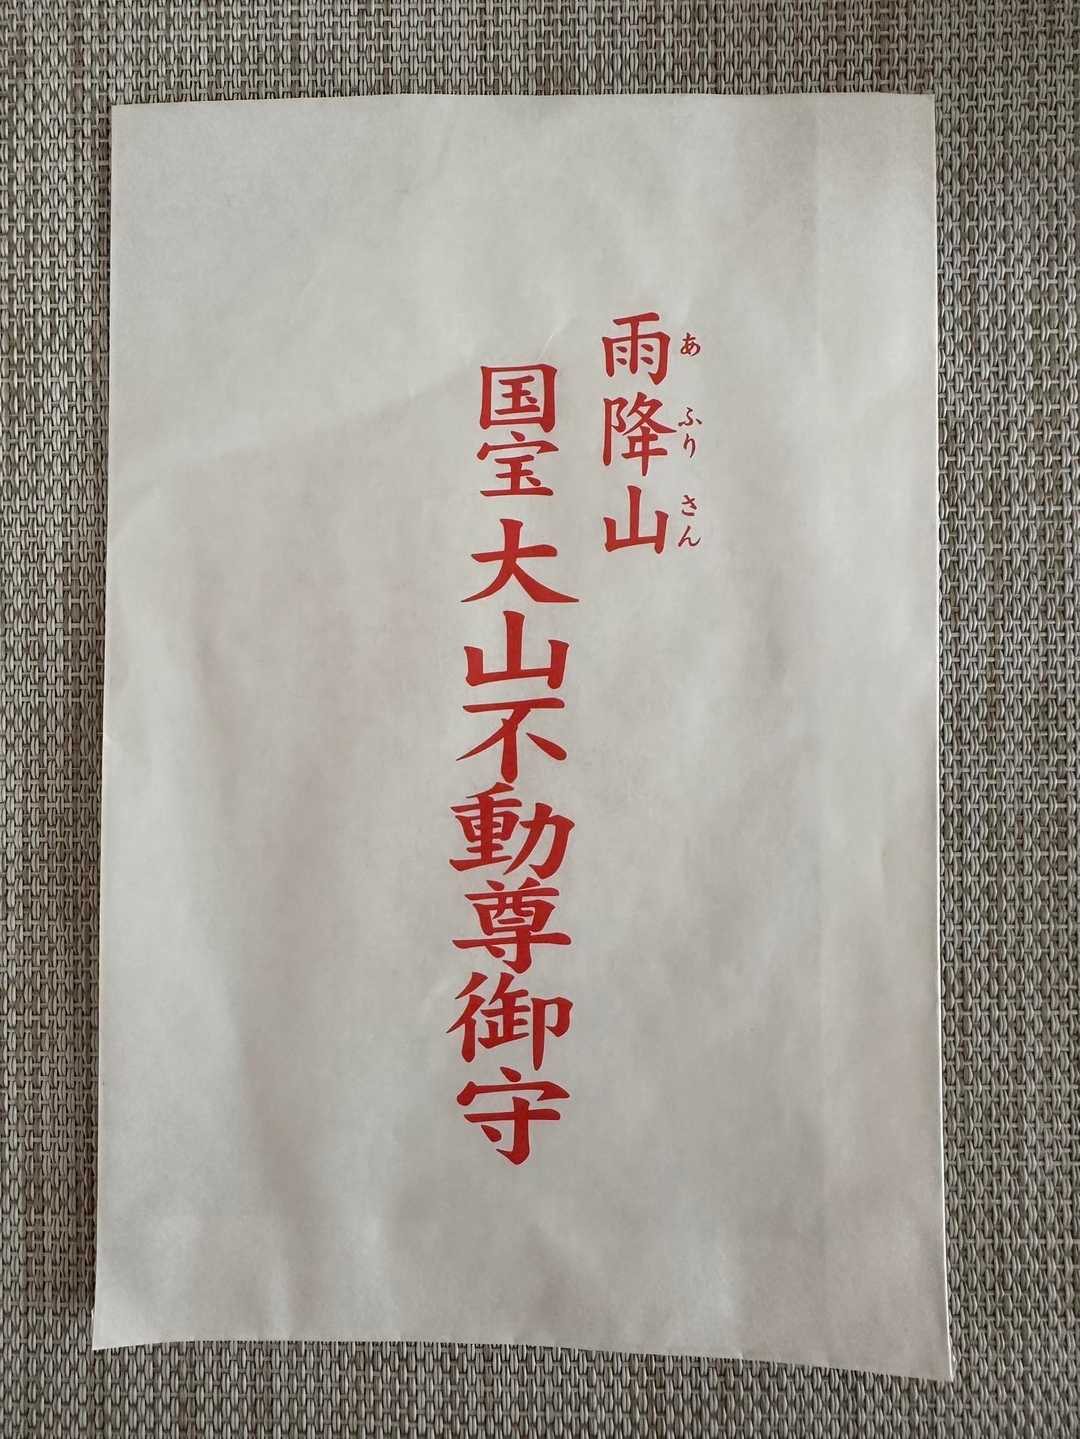 雨降山
あふりさん
国宝大山不動尊御守